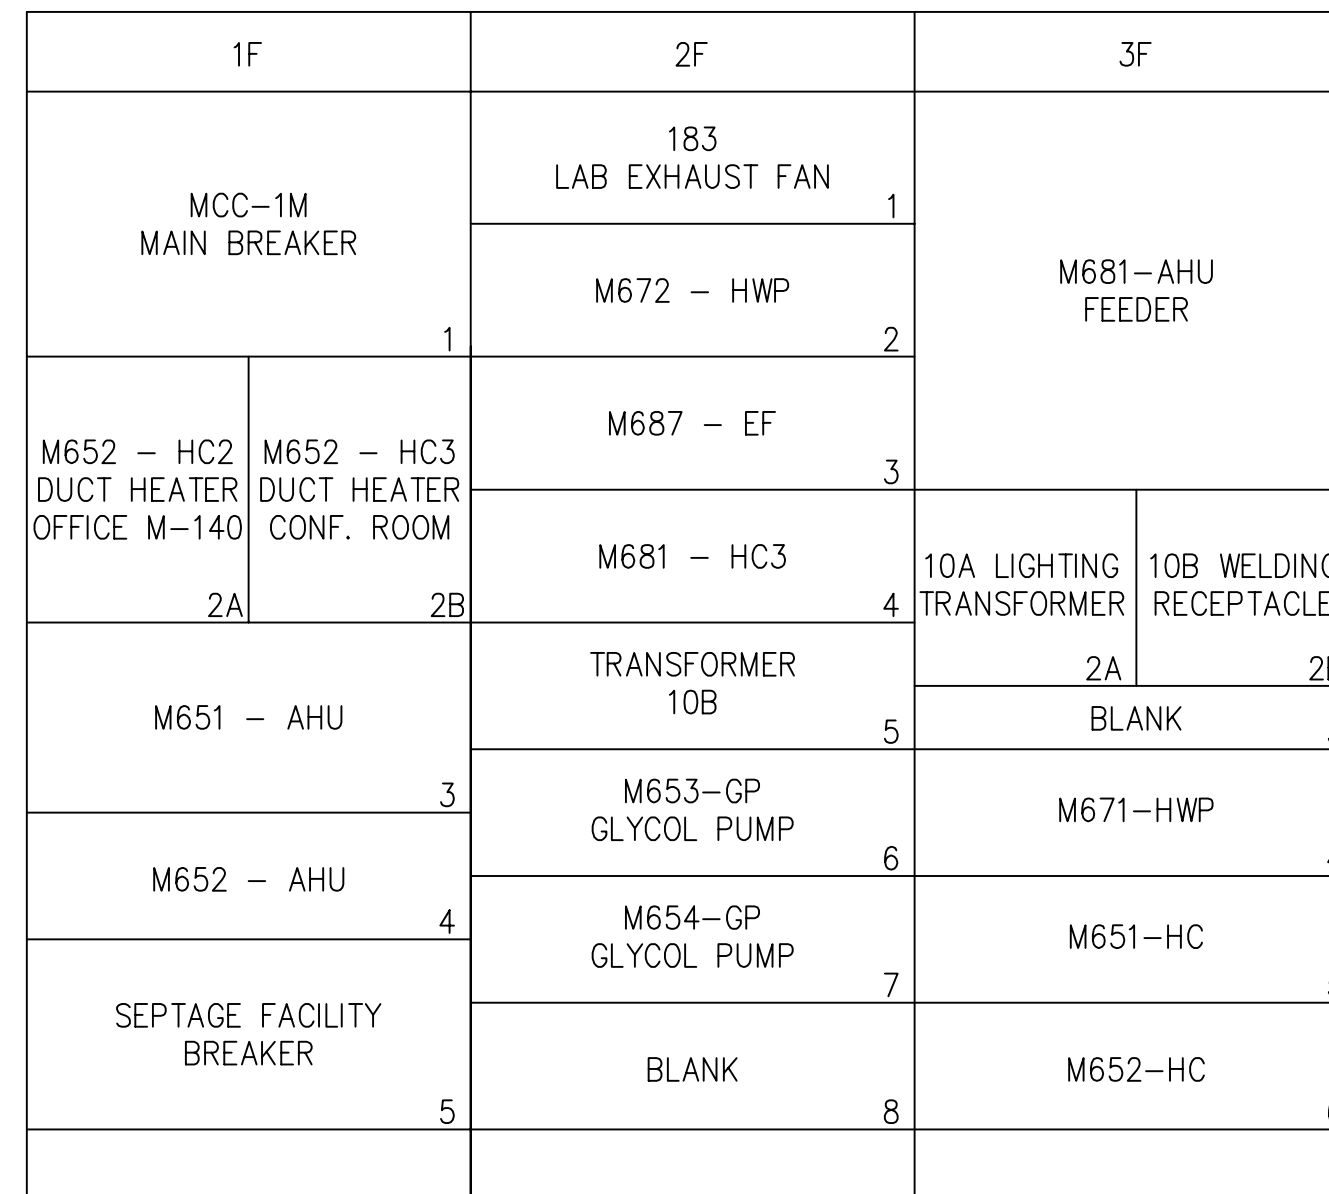 1F
2F
3F
MCC-1M
MAIN BREAKER
1
M652 - HC2
DUCT HEATER
OFFICE M-140
2A
M652 - HC3
DUCT HEATER
CONF. ROOM
2B
M651 - AHU
3
M652 - AHU
4
SEPTAGE FACILITY
BREAKER
5
183
LAB EXHAUST FAN
1
M672 - HWP
2
M687 - EF
3
M681 - HC3
4
TRANSFORMER
10B
5
M653-GP
GLYCOL PUMP
6
M654-GP
GLYCOL PUMP
7
BLANK
8
M681-AHU
FEEDER
10A LIGHTING
TRANSFORMER
2A
10B WELDING
RECEPTACLE
BLANK
M671-HWP
M651-HC
M652-HC